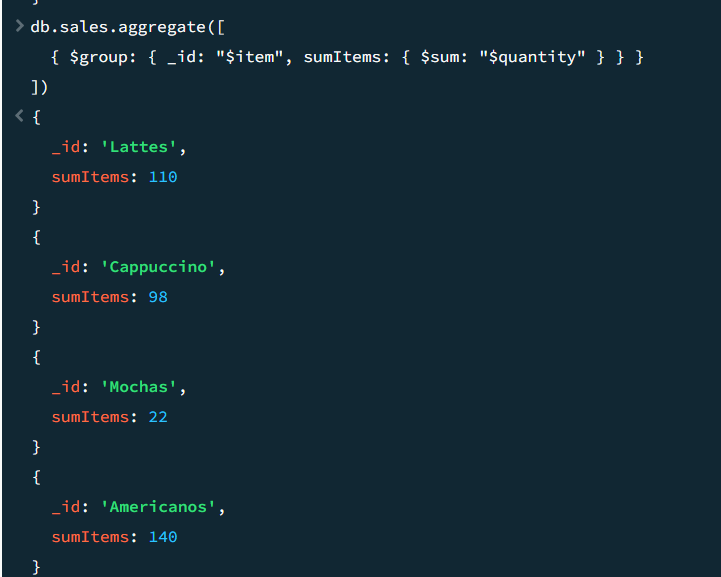 > db.sales.aggregate([
{ $group: { _id: "$item", sumItems: { $sum: "$quantity" } } }
])
< {
_id: 'Lattes',
sumItems: 110
}
{
_id: 'Cappuccino',
sumItems: 98
}
{
_id: 'Mochas',
sumItems: 22
}
{
_id: 'Americanos',
sumItems: 140
}